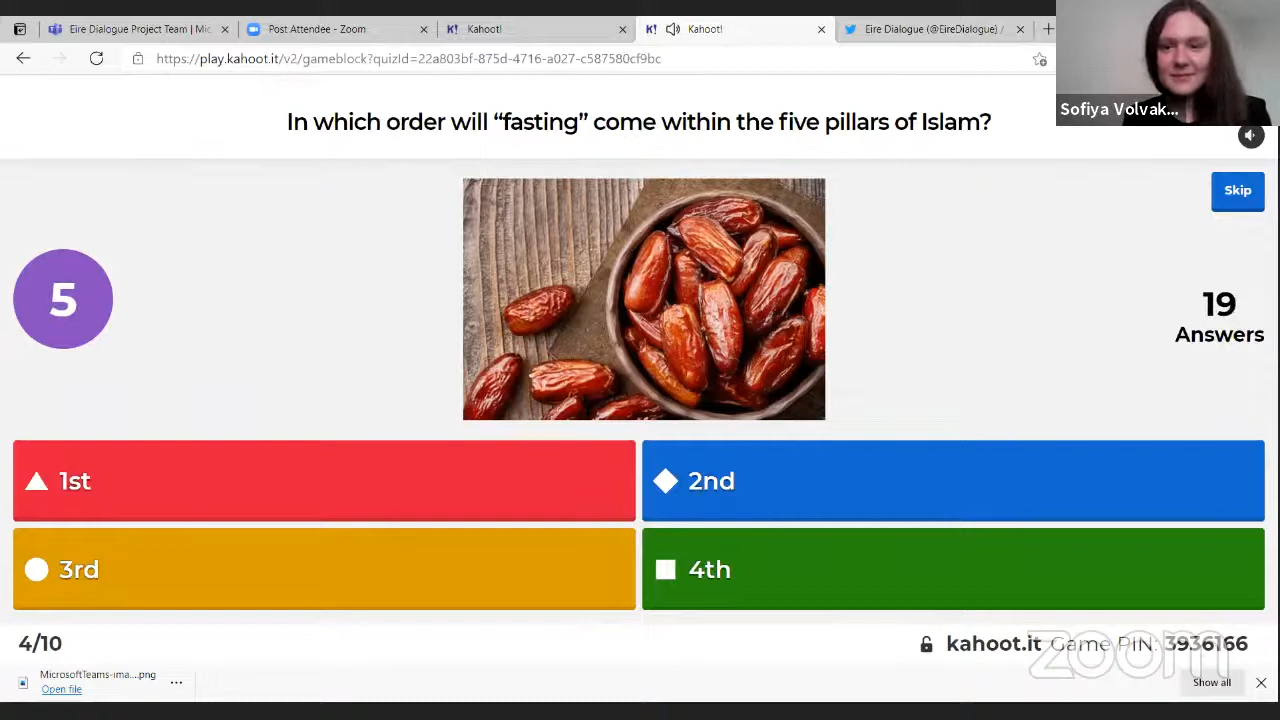 Eire Dialogue Project Team | Mic
Post Attendee - Zoom
Kahoot!
Kahoot!
Eire Dialogue (@EireDialogue) /
https://play.kahoot.it/v2/gameblock?quizId=22a803bf-875d-4716-a027-c587580cf9bc
Sofiya Volvak...
In which order will “fasting” come within the five pillars of Islam?
Skip
5
19
Answers
1st
2nd
3rd
4th
4/10
kahoot.it Game PIN: 3936166
zoom
MicrosoftTeams-ima....png
Open file
Show all